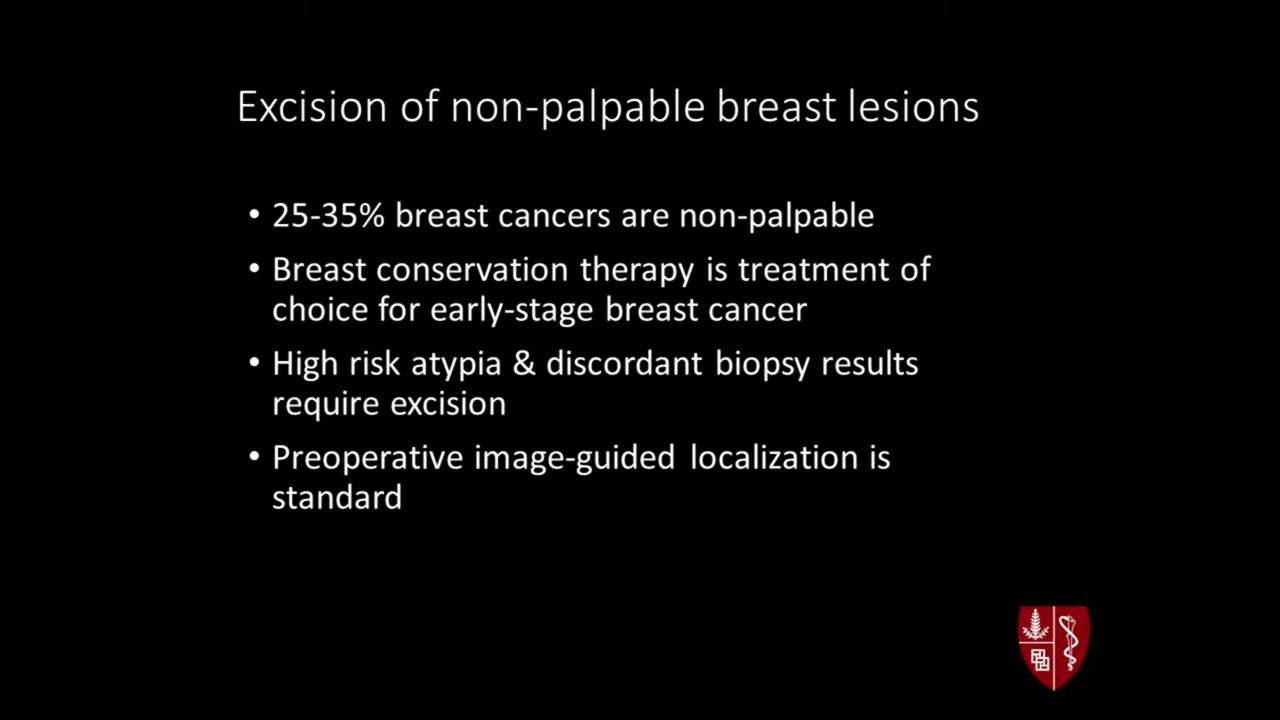 Excision of non-palpable breast lesions
• 25-35% breast cancers are non-palpable
• Breast conservation therapy is treatment of
choice for early-stage breast cancer
• High risk atypia & discordant biopsy results
require excision
• Preoperative image-guided localization is
standard